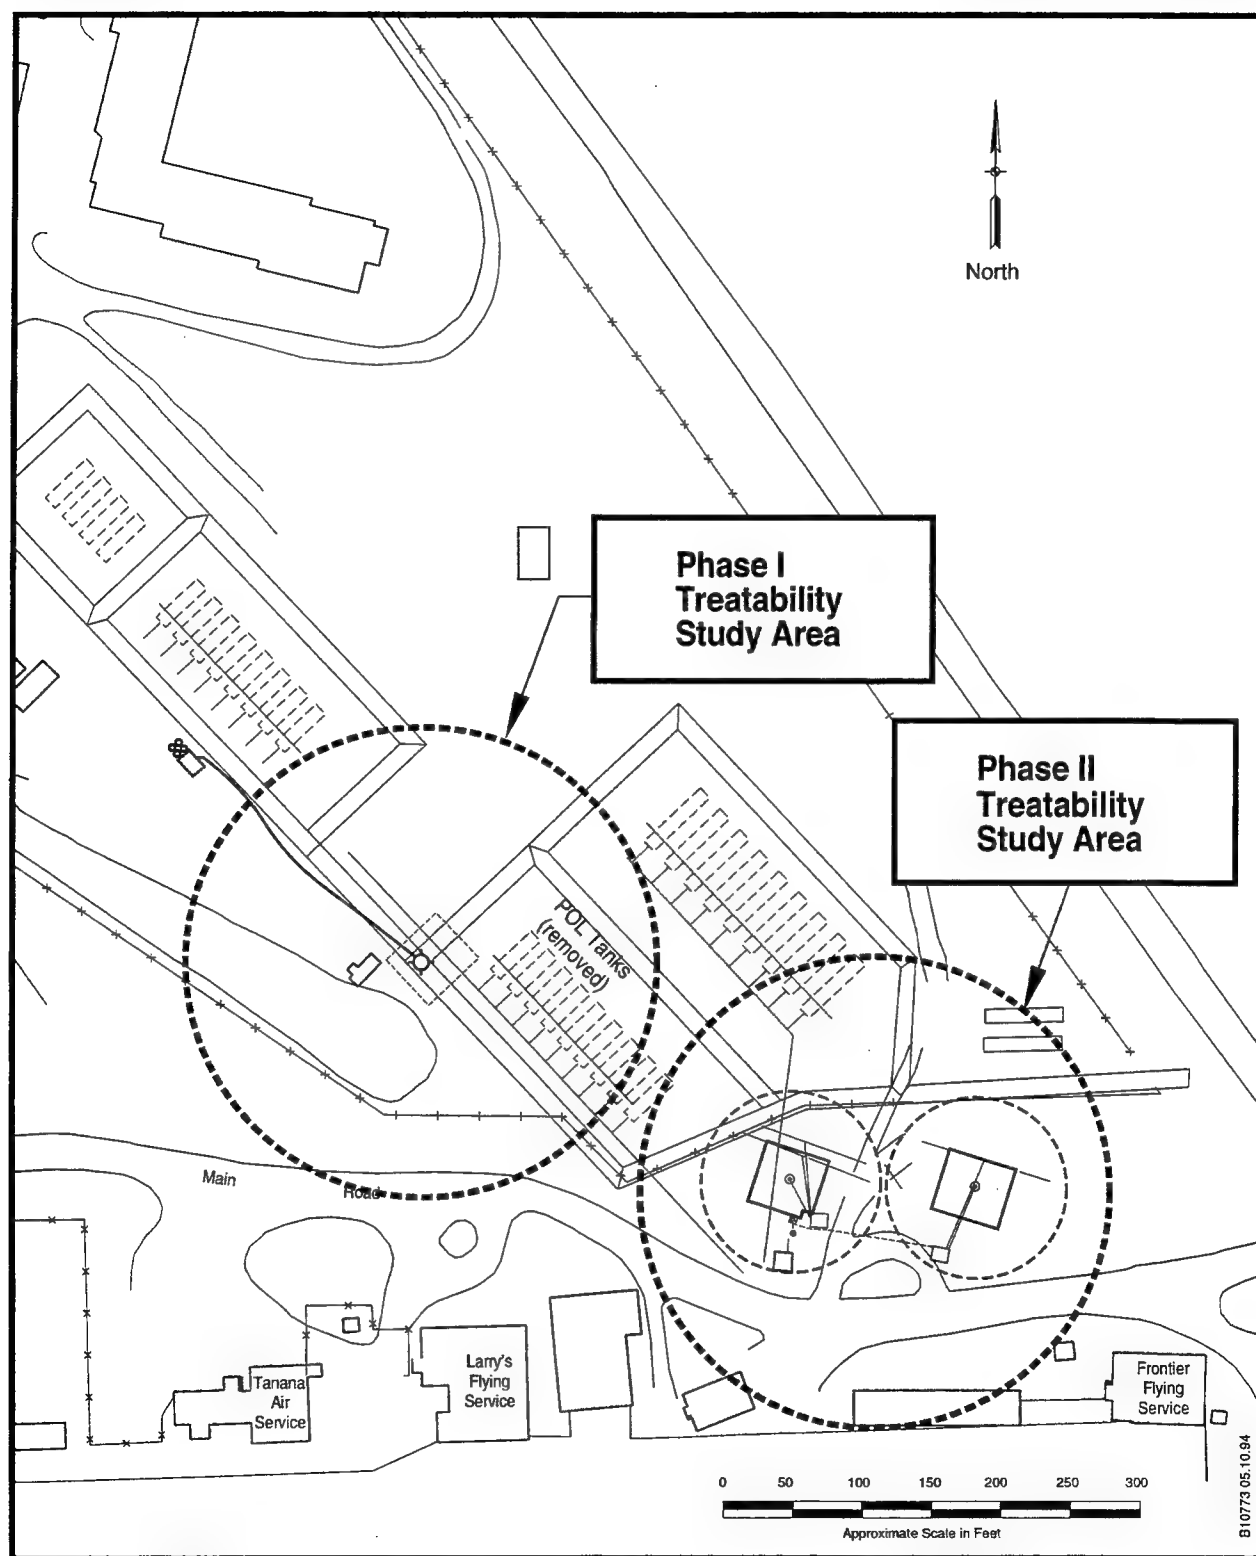 North
Phase I
Treatability
Study Area
Phase II
Treatability
Study Area
POL Tanks
(removed)
Main
Road
Tanana
Air
Service
Larry's
Flying
Service
Frontier
Flying
Service
0 50 100 150 200 250 300
Approximate Scale in Feet
B10773 05.10.94